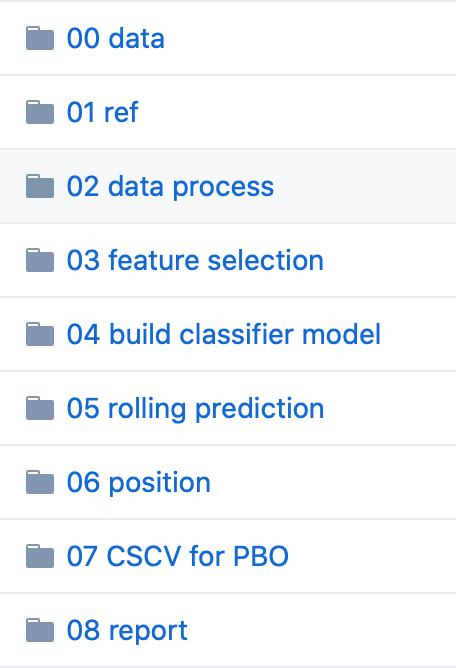 00 data
01 ref
02 data process
03 feature selection
04 build classifier model
05 rolling prediction
06 position
07 CSCV for PBO
08 report